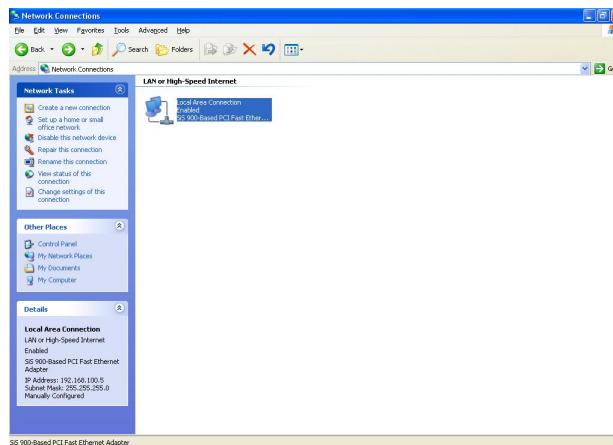 Network Connections
File Edit View Favorites Tools Advanced Help
Back Search Folders
Address Network Connections
Network Tasks
Create a new connection
Set up a home or small
office network
Disable this network device
Repair this connection
Rename this connection
View status of this
connection
Change settings of this
connection
Other Places
Control Panel
My Network Places
My Documents
My Computer
Details
Local Area Connection
LAN or High-Speed Internet
Enabled
SiS 900-Based PCI Fast Ethernet
Adapter
IP Address: 192.168.100.5
Subnet Mask: 255.255.255.0
Manually Configured
LAN or High-Speed Internet
Local Area Connection
Enabled
SiS 900-Based PCI Fast Ether...
SiS 900-Based PCI Fast Ethernet Adapter